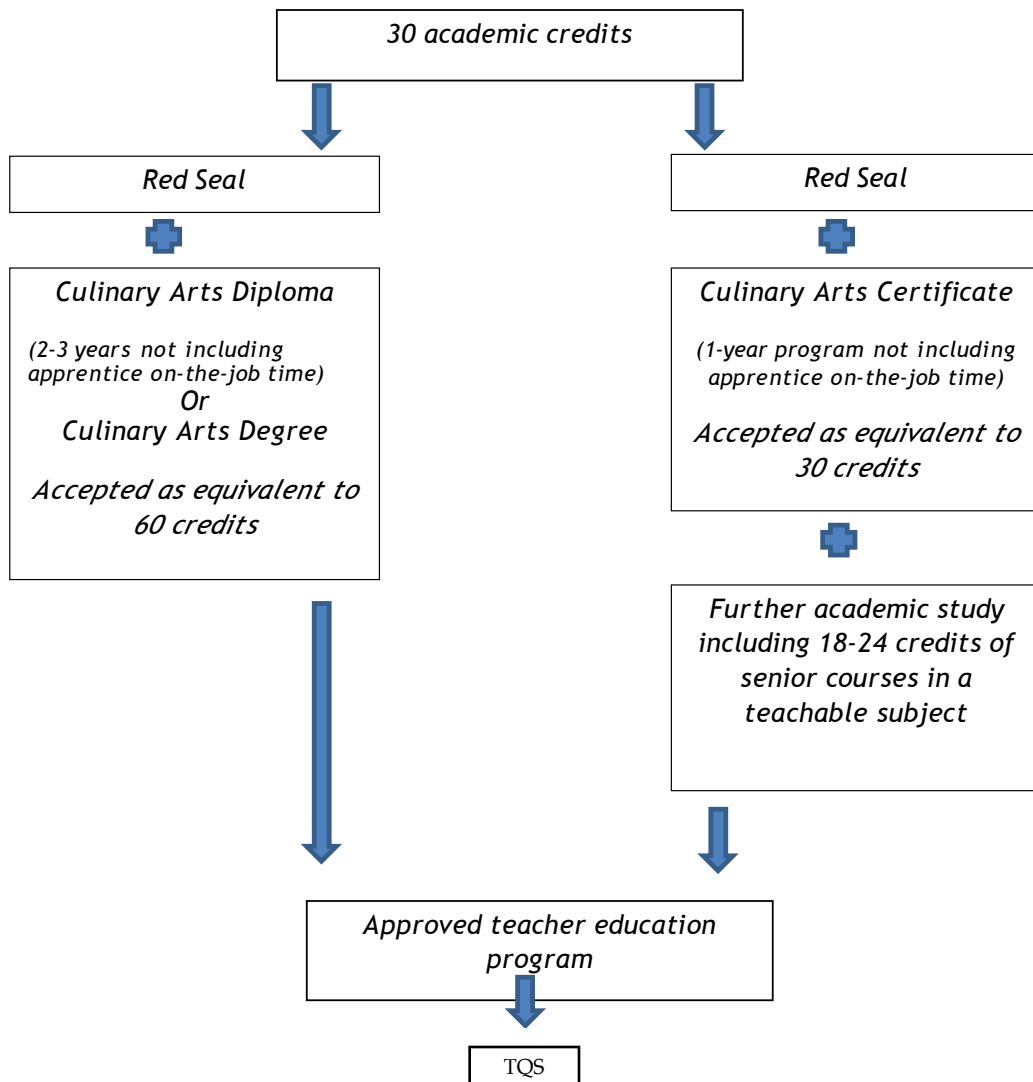 30 academic credits
Red Seal
Culinary Arts Diploma
(2-3 years not including
apprentice on-the-job time)
Or
Culinary Arts Degree
Accepted as equivalent to
60 credits
Red Seal
Culinary Arts Certificate
(1-year program not including
apprentice on-the-job time)
Accepted as equivalent to
30 credits
Further academic study
including 18-24 credits of
senior courses in a
teachable subject
Approved teacher education
program
TQS